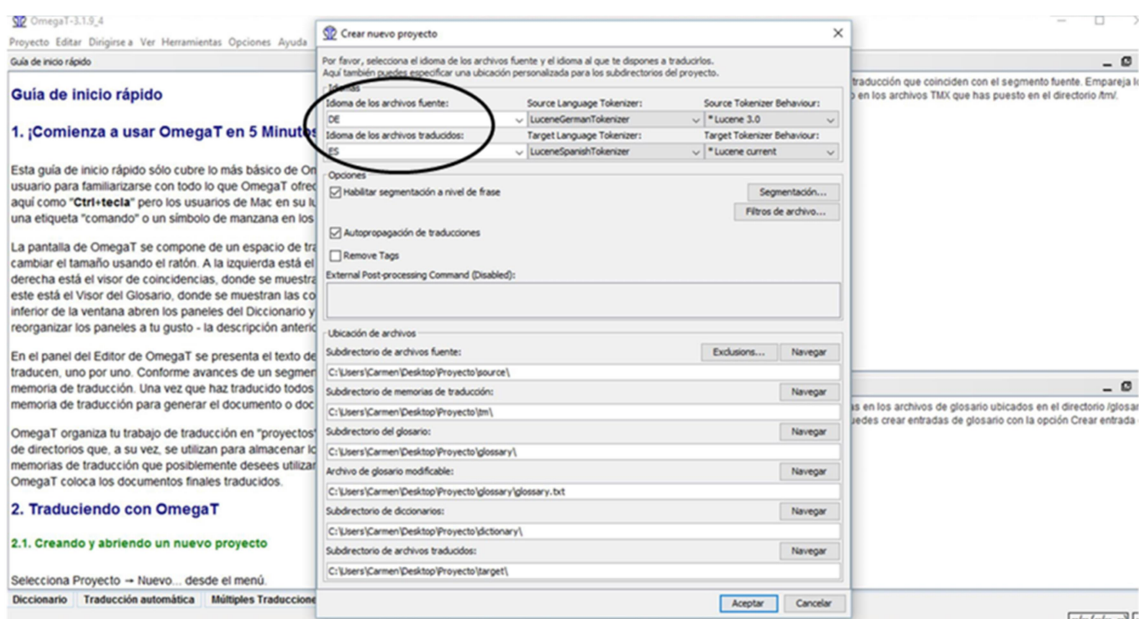 OmegaT-3.1.9_4
Proyecto Editar Dirigirse a Ver Herramientas Opciones Ayuda
Guía de inicio rápido
Guía de inicio rápido
1. ¡Comienza a usar OmegaT en 5 Minutos
Esta guía de inicio rápido sólo cubre lo más básico de Om
usuario para familiarizarse con todo lo que OmegaT ofrec
aquí como "Ctrl+tecla" pero los usuarios de Mac en su lu
una etiqueta "comando" o un símbolo de manzana en los
La pantalla de OmegaT se compone de un espacio de tra
cambiar el tamaño usando el ratón. A la izquierda está el
derecha está el visor de coincidencias, donde se muestra
este está el Visor del Glosario, donde se muestran las co
inferior de la ventana abren los paneles del Diccionario y
reorganizar los paneles a tu gusto - la descripción anteric
En el panel del Editor de OmegaT se presenta el texto de
traducen, uno por uno. Conforme avances de un segmen
memoria de traducción. Una vez que haz traducido todos
memoria de traducción para generar el documento o doc
OmegaT organiza tu trabajo de traducción en "proyectos"
de directorios que, a su vez, se utilizan para almacenar lo
memorias de traducción que posiblemente desees utilizar
OmegaT coloca los documentos finales traducidos.
2. Traduciendo con OmegaT
2.1. Creando y abriendo un nuevo proyecto
Selecciona Proyecto → Nuevo... desde el menú.
Diccionario Traducción automática Múltiples Traduccione
Crear nuevo proyecto
Por favor, selecciona el idioma de los archivos fuente y el idioma al que te dispones a traducirlos.
Aquí también puedes especificar una ubicación personalizada para los subdirectorios del proyecto.
Idiomas
Idioma de los archivos fuente: Source Language Tokenizer: Source Tokenizer Behaviour:
DE LuceneGermanTokenizer * Lucene 3.0
Idioma de los archivos traducidos: Target Language Tokenizer: Target Tokenizer Behaviour:
ES LuceneSpanishTokenizer * Lucene current
Opciones
Habilitar segmentación a nivel de frase Segmentación...
Filtros de archivo...
Autopropagación de traducciones
Remove Tags
External Post-processing Command (Disabled):
Ubicación de archivos
Subdirectorio de archivos fuente: Exclusions... Navegar
C:\Users\Carmen\Desktop\Proyecto\source\
Subdirectorio de memorias de traducción: Navegar
C:\Users\Carmen\Desktop\Proyecto\tm\
Subdirectorio del glosario: Navegar
C:\Users\Carmen\Desktop\Proyecto\glossary\
Archivo de glosario modificable: Navegar
C:\Users\Carmen\Desktop\Proyecto\glossary\glossary.txt
Subdirectorio de diccionarios: Navegar
C:\Users\Carmen\Desktop\Proyecto\dictionary\
Subdirectorio de archivos traducidos: Navegar
C:\Users\Carmen\Desktop\Proyecto\target\
Aceptar Cancelar
traducción que coinciden con el segmento fuente. Empareja lo
en los archivos TMX que has puesto en el directorio /tm/.
as en los archivos de glosario ubicados en el directorio /glosar
uedes crear entradas de glosario con la opción Crear entrada